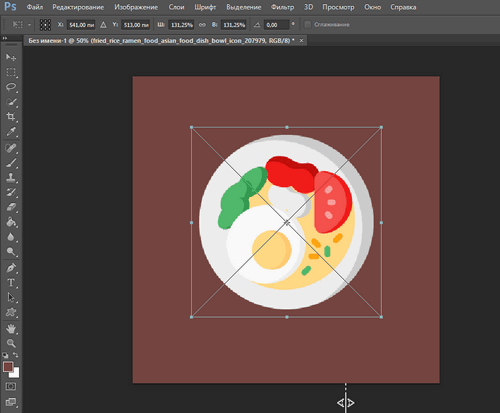 Ps Файл Редактирование Изображение Слои Шрифт Выделение Фильтр 3D Просмотр Окно Справка
X: 541,00 пи Δ Y: 513,00 пи Ш: 131,25% В: 131,25% 0,00 ° Сглаживание
Без имени-1 @ 50% (fried_rice_ramen_food_asian_food_dish_bowl_icon_207979, RGB/8) * ×
T